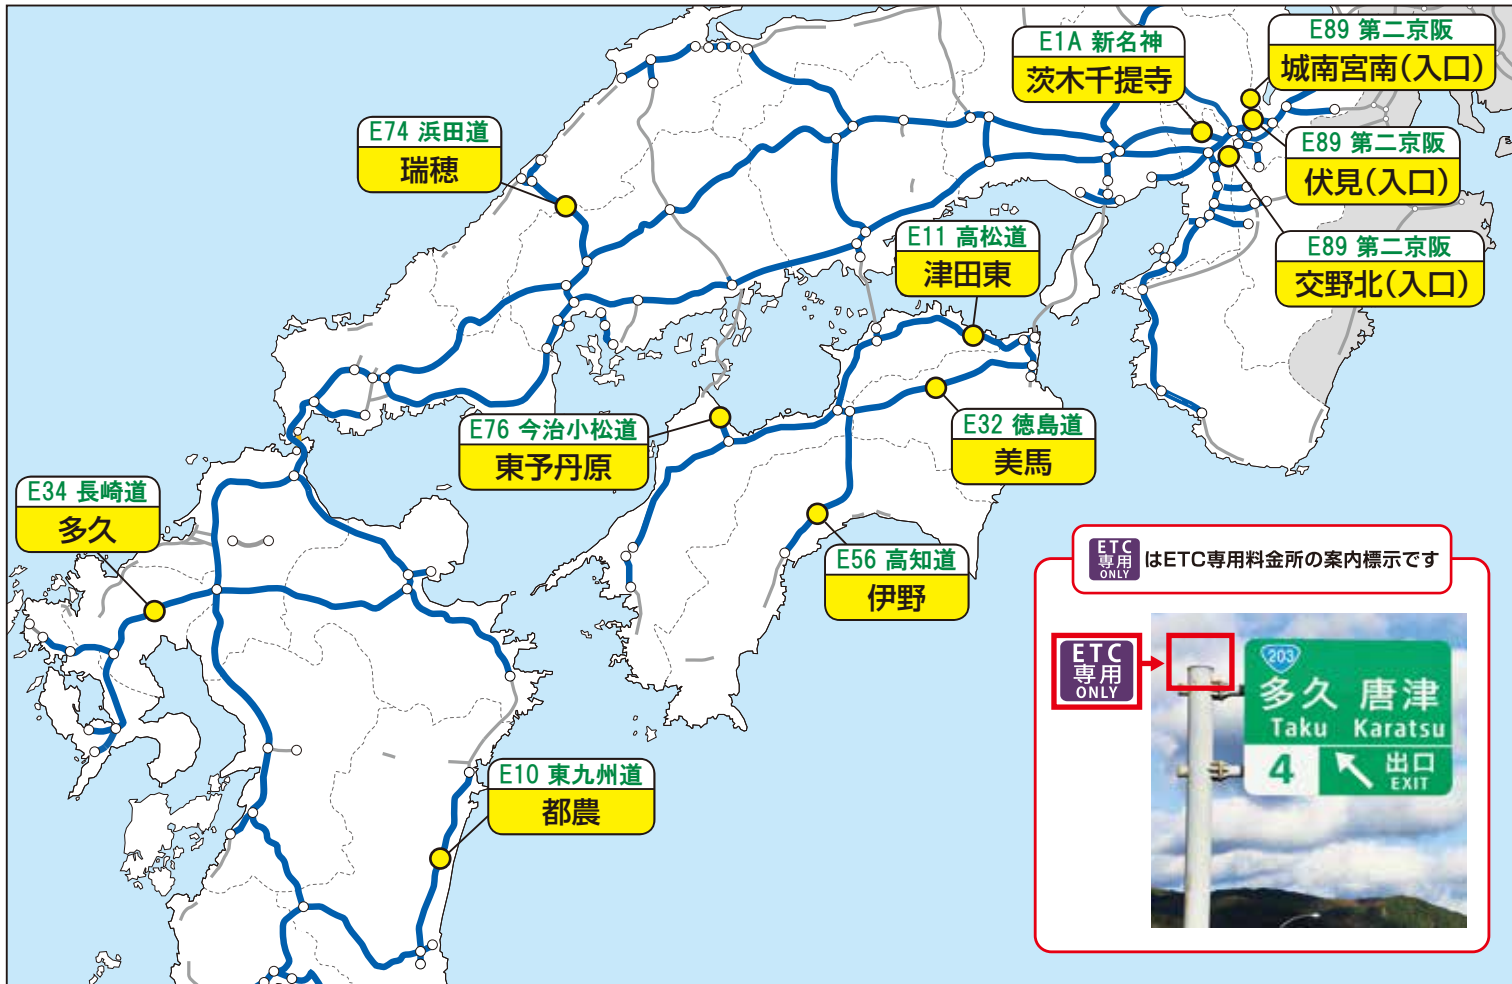 E89 第二京阪
城南宮南(入口)
E1A 新名神
茨木千提寺
E89 第二京阪
伏見(入口)
E74 浜田道
瑞穂
E11 高松道
津田東
E89 第二京阪
交野北(入口)
E76 今治小松道
東予丹原
E32 徳島道
美馬
E34 長崎道
多久
E56 高知道
伊野
E10 東九州道
都農
ETC
専用
ONLY
はETC専用料金所の案内標示です
ETC
専用
ONLY
203
多久 唐津
Taku Karatsu
4 出口
EXIT